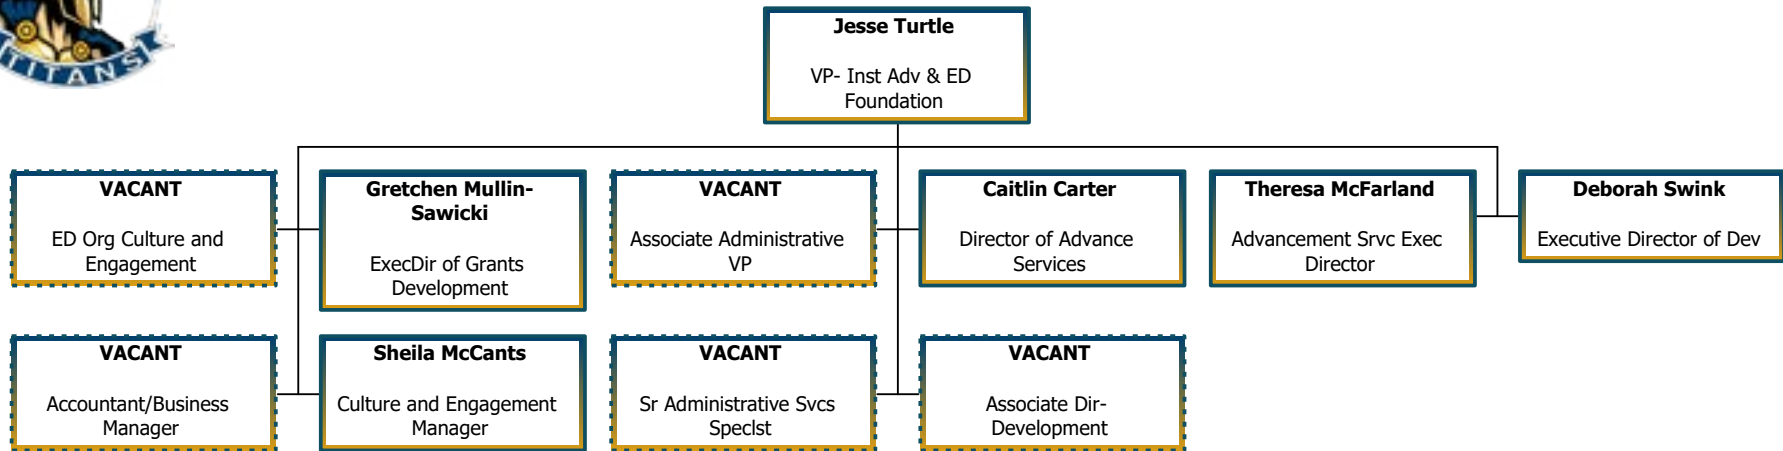 TITANS
Jesse Turtle
VP- Inst Adv & ED
Foundation
VACANT
ED Org Culture and
Engagement
Gretchen Mullin-
Sawicki
ExecDir of Grants
Development
VACANT
Associate Administrative
VP
Caitlin Carter
Director of Advance
Services
Theresa McFarland
Advancement Srvc Exec
Director
Deborah Swink
Executive Director of Dev
VACANT
Accountant/Business
Manager
Sheila McCants
Culture and Engagement
Manager
VACANT
Sr Administrative Svcs
Speclst
VACANT
Associate Dir-
Development